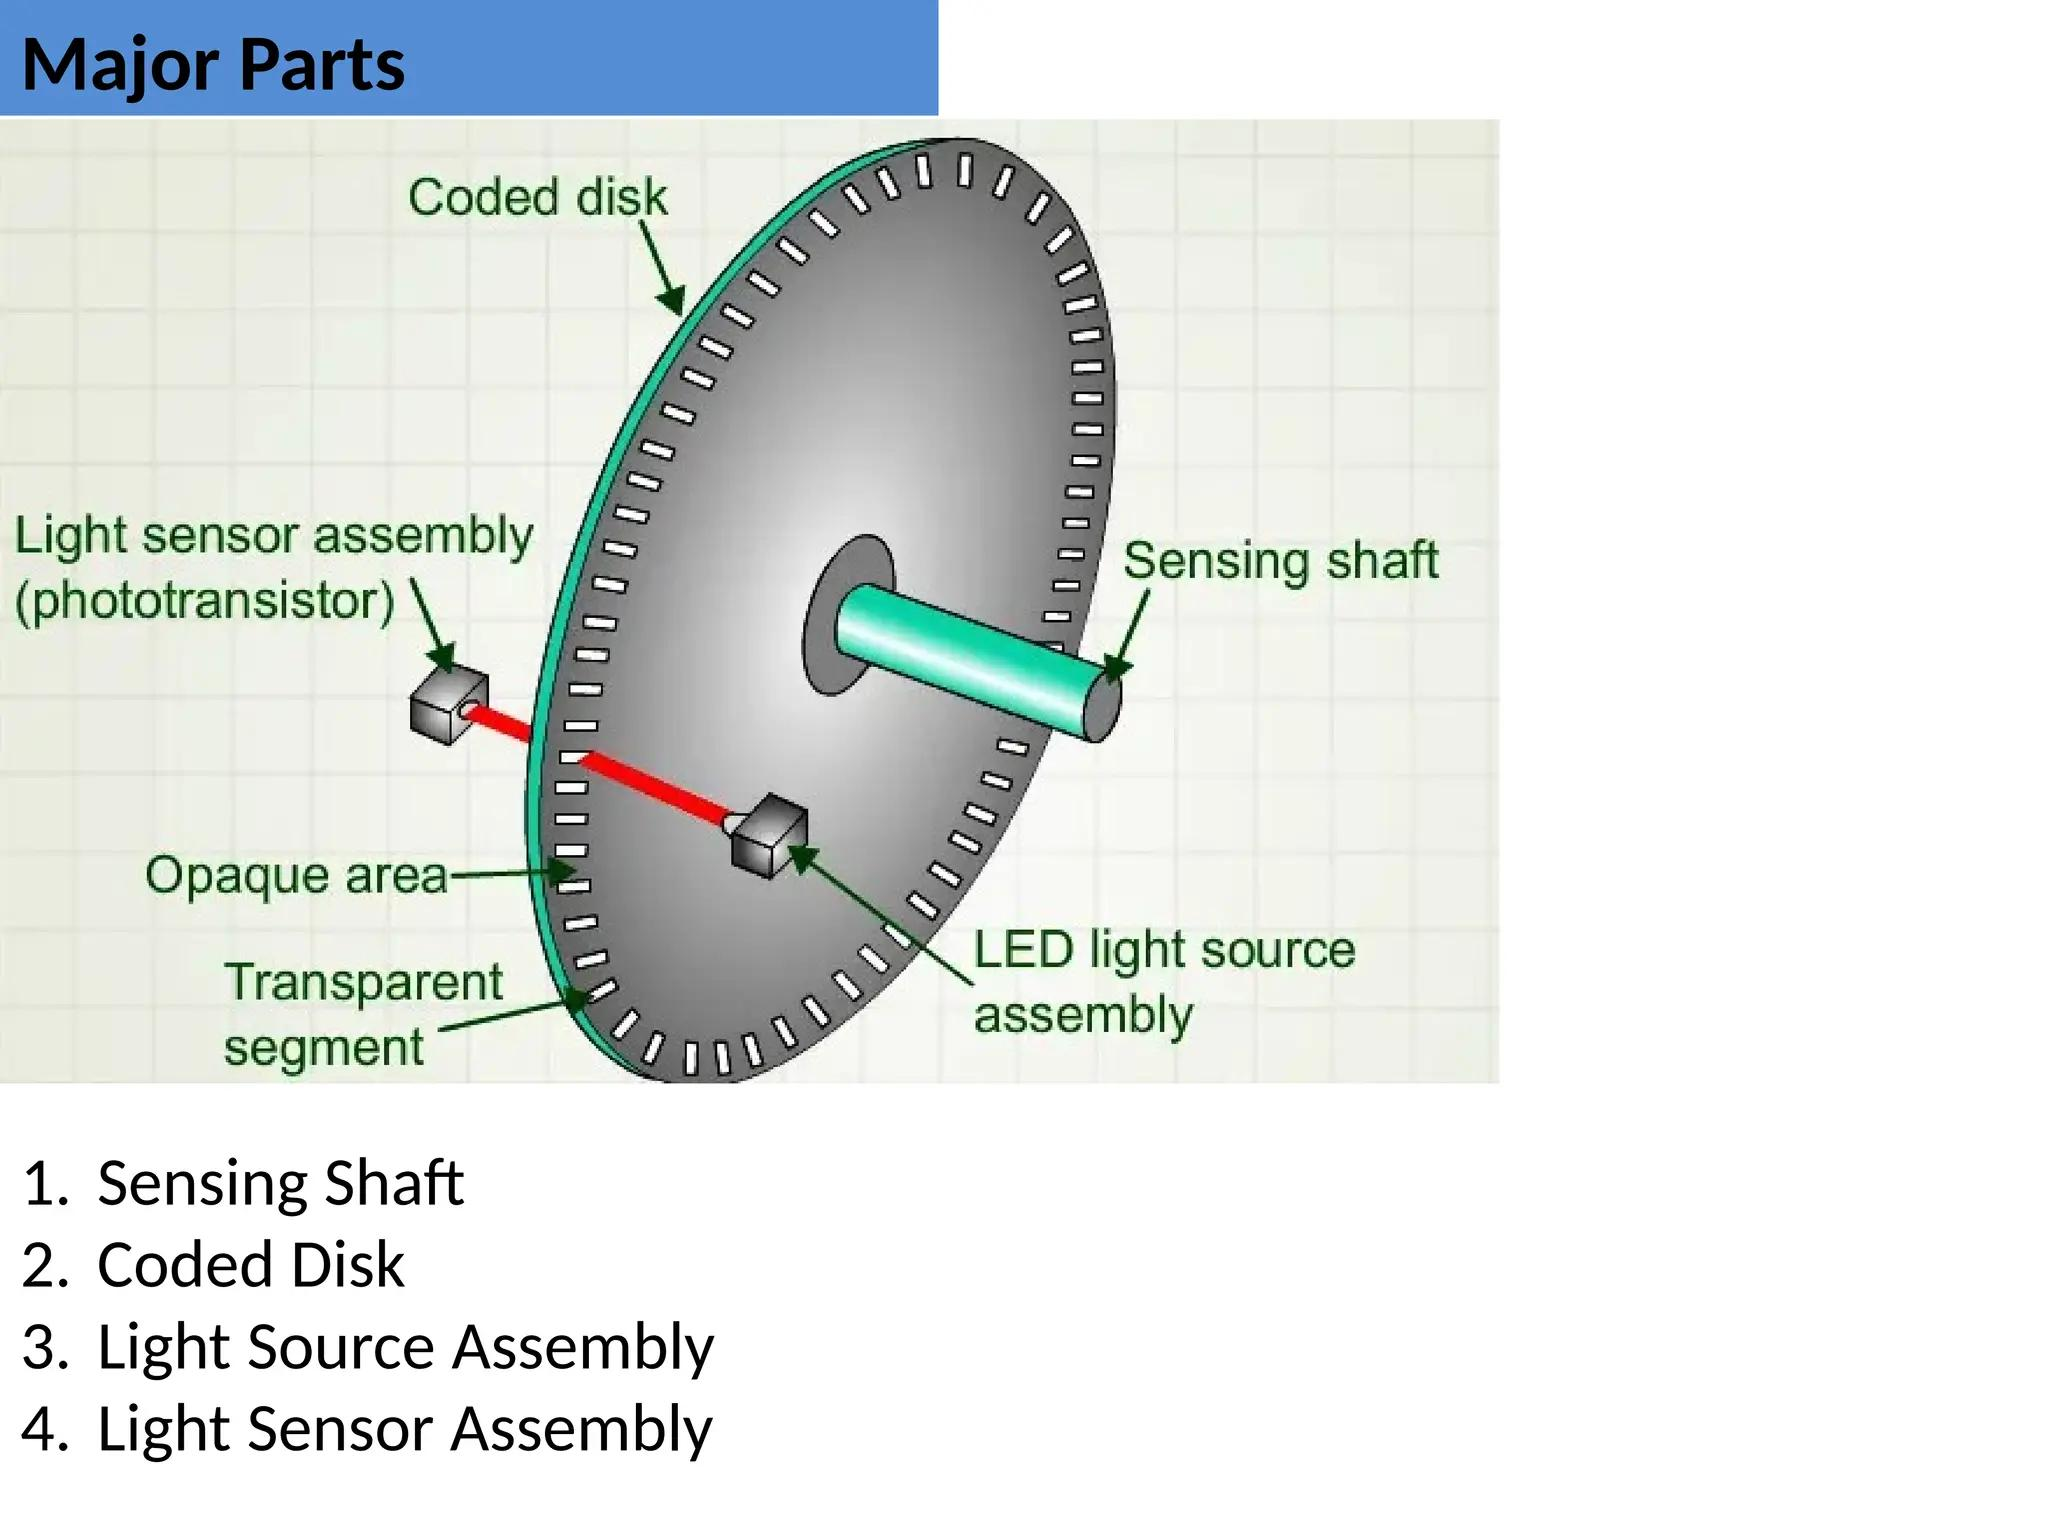 Major Parts
Coded disk
Light sensor assembly
(phototransistor)
Sensing shaft
Opaque area
LED light source
assembly
Transparent
segment
1. Sensing Shaft
2. Coded Disk
3. Light Source Assembly
4. Light Sensor Assembly